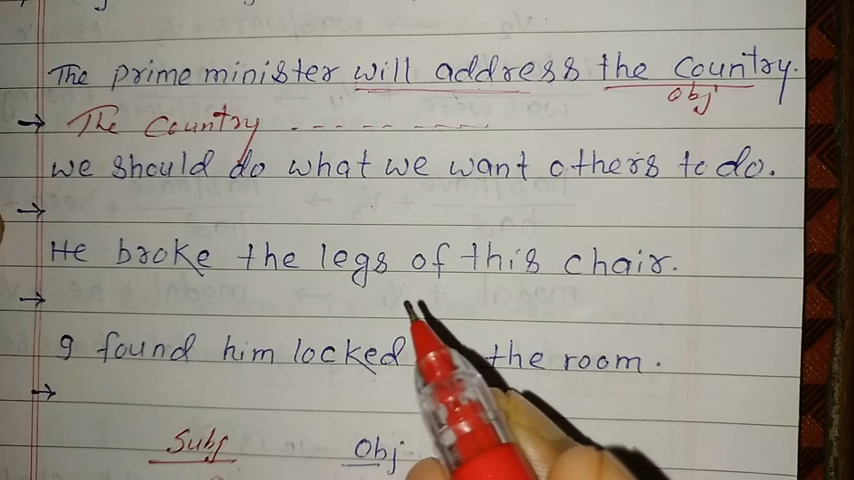 The prime minister will address the country.
obj
→ The Country - - - - - - - -
we should do what we want others to do.
→
He broke the legs of this chair.
→
I found him locked the room.
→
Subj Obj